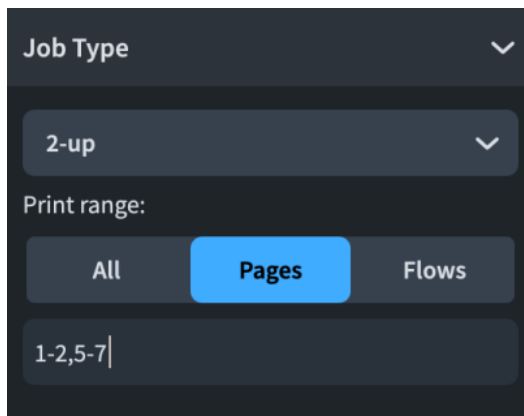 Job Type
2-up
Print range:
All Pages Flows
1-2,5-7